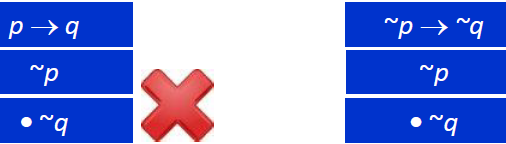 p → q
~p
• ~q
~p → ~q
~p
• ~q